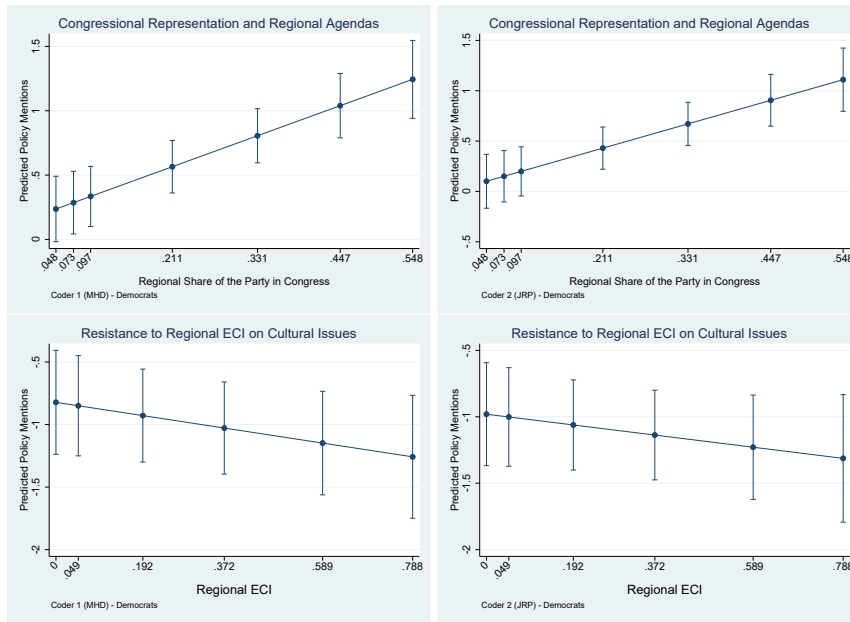 Congressional Representation and Regional Agendas
Predicted Policy Mentions
1.5
1
.5
0
.048 .073 .097 .211 .331 .447 .548
Regional Share of the Party in Congress
Coder 1 (MHD) - Democrats
Congressional Representation and Regional Agendas
Predicted Policy Mentions
1.5
1
.5
0
-.5
.048 .073 .097 .211 .331 .447 .548
Regional Share of the Party in Congress
Coder 2 (JRP) - Democrats
Resistance to Regional ECI on Cultural Issues
Predicted Policy Mentions
-.5
-1
-1.5
-2
0 .049 .192 .372 .589 .788
Regional ECI
Coder 1 (MHD) - Democrats
Resistance to Regional ECI on Cultural Issues
Predicted Policy Mentions
-.5
-1
-1.5
-2
0 .049 .192 .372 .589 .788
Regional ECI
Coder 2 (JRP) - Democrats